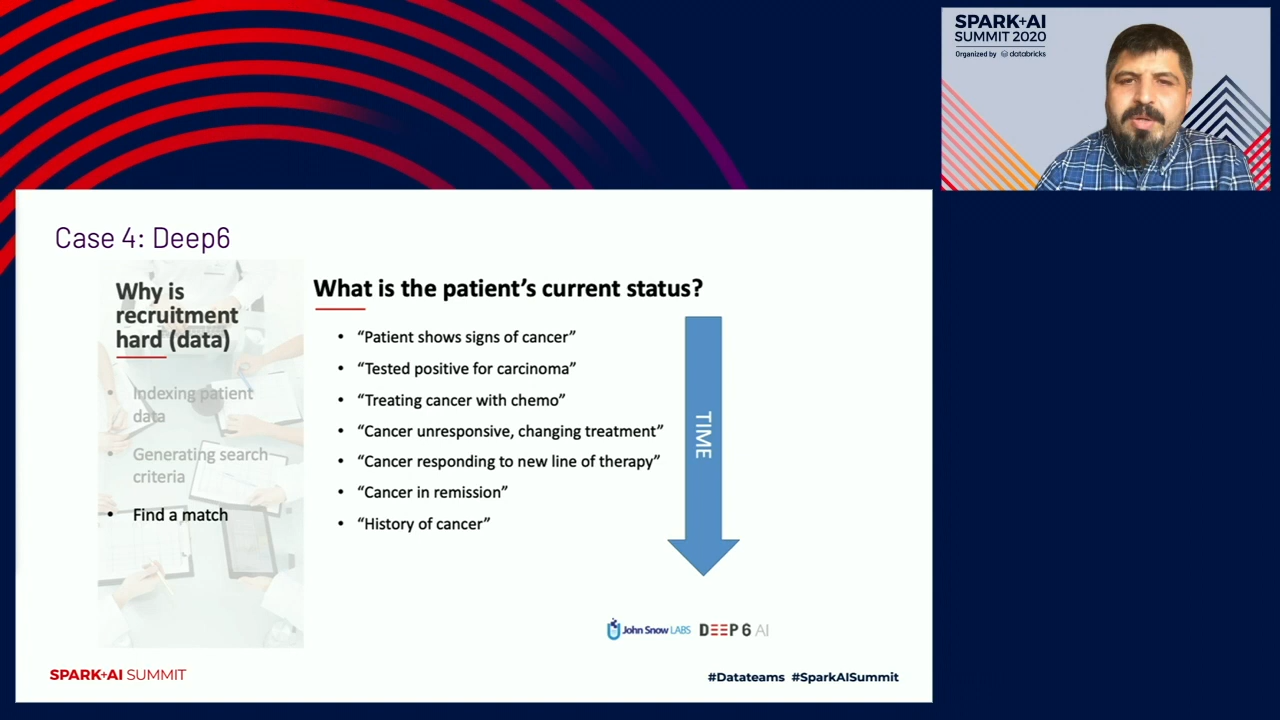 SPARK+AI
SUMMIT 2020
Organized by databricks
Case 4: Deep6
Why is
recruitment
hard (data)
• Indexing patient
data
• Generating search
criteria
• Find a match
What is the patient’s current status?
• “Patient shows signs of cancer”
• “Tested positive for carcinoma”
• “Treating cancer with chemo”
• “Cancer unresponsive, changing treatment”
• “Cancer responding to new line of therapy”
• “Cancer in remission”
• “History of cancer”
TIME
John Snow LABS DEEP 6 AI
SPARK+AI SUMMIT
#Datateams #SparkAISummit